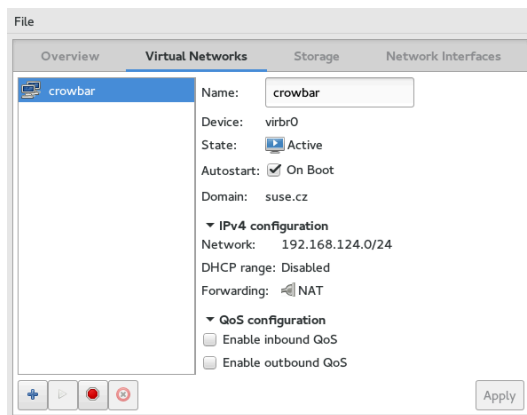 File
Overview Virtual Networks Storage Network Interfaces
crowbar
Name: crowbar
Device: virbr0
State: Active
Autostart: On Boot
Domain: suse.cz
IPv4 configuration
Network: 192.168.124.0/24
DHCP range: Disabled
Forwarding: NAT
QoS configuration
Enable inbound QoS
Enable outbound QoS
Apply